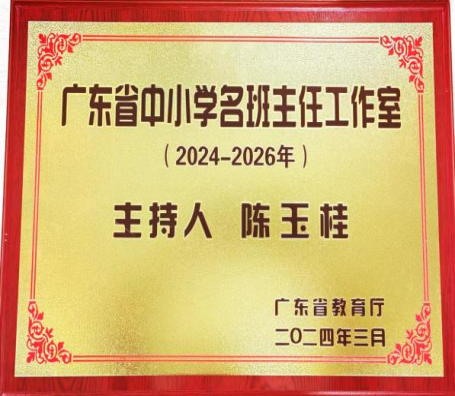 广东省中小学名班主任工作室
（2024-2026年）
主持人 陈玉桂
广东省教育厅
二〇二四年三月